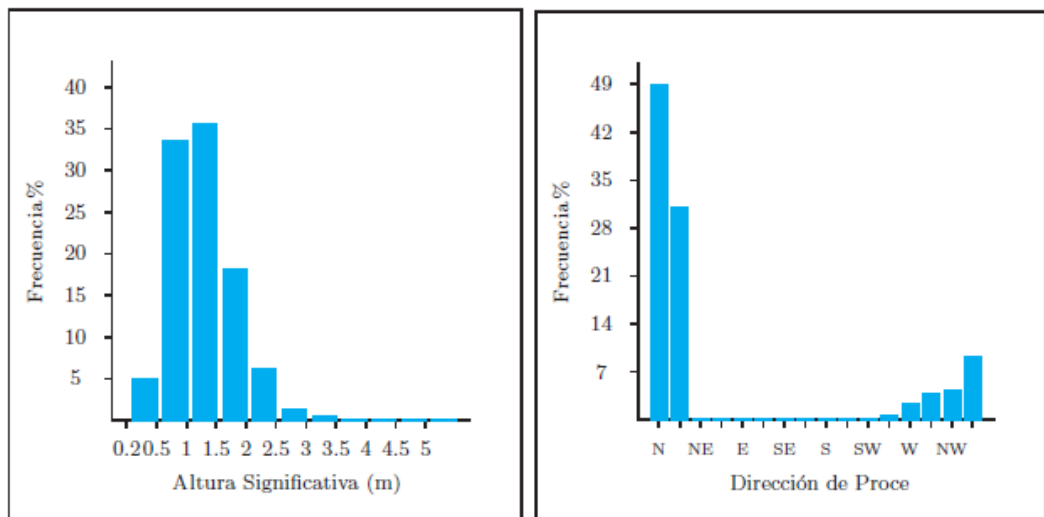 40
35
30
25
20
15
10
5
Frecuencia %
0.2 0.5 1 1.5 2 2.5 3 3.5 4 4.5 5
Altura Significativa (m)
49
42
35
28
21
14
7
Frecuencia %
N NE E SE S SW W NW
Dirección de Proce